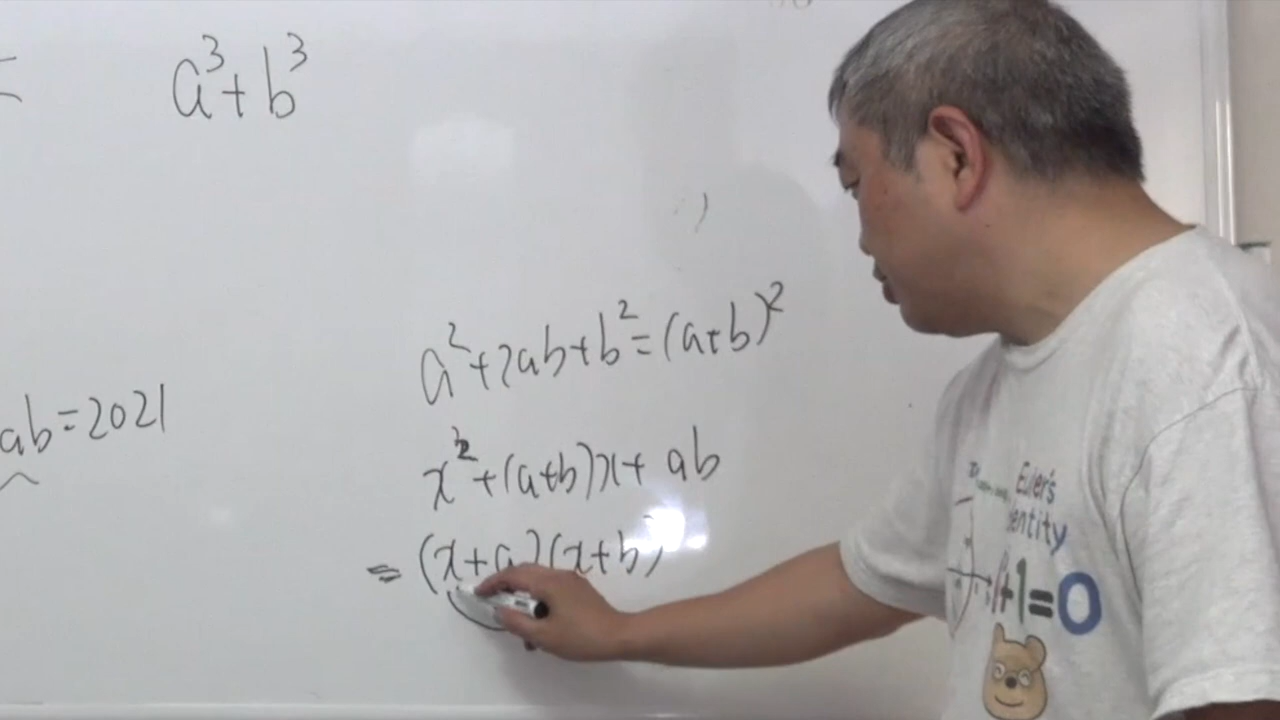 a³+b³
a²+2ab+b²=(a+b)²
ab=2021
x²+(a+b)x+ab
=(x+a)(x+b)
Euler's
Identity
+1=0